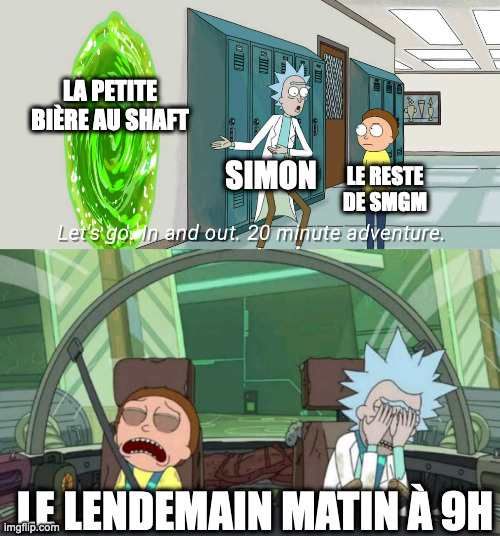 LA PETITE
BIÈRE AU SHAFT
SIMON
LE RESTE
DE SMGM
Let's go. In and out. 20 minute adventure.
LE LENDEMAIN MATIN À 9H
imgflip.com